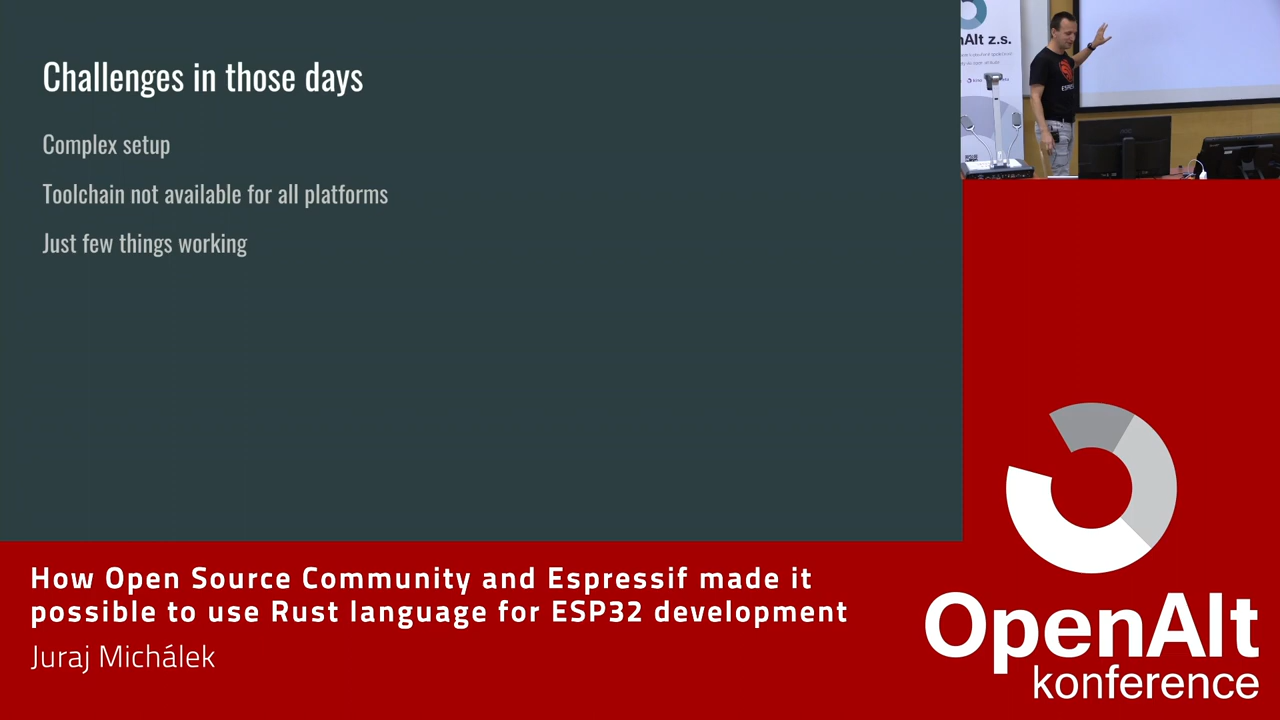 Challenges in those days
Complex setup
Toolchain not available for all platforms
Just few things working
nAlt z.s.
ESPRES
How Open Source Community and Espressif made it
possible to use Rust language for ESP32 development
Juraj Michálek
OpenAlt
konference